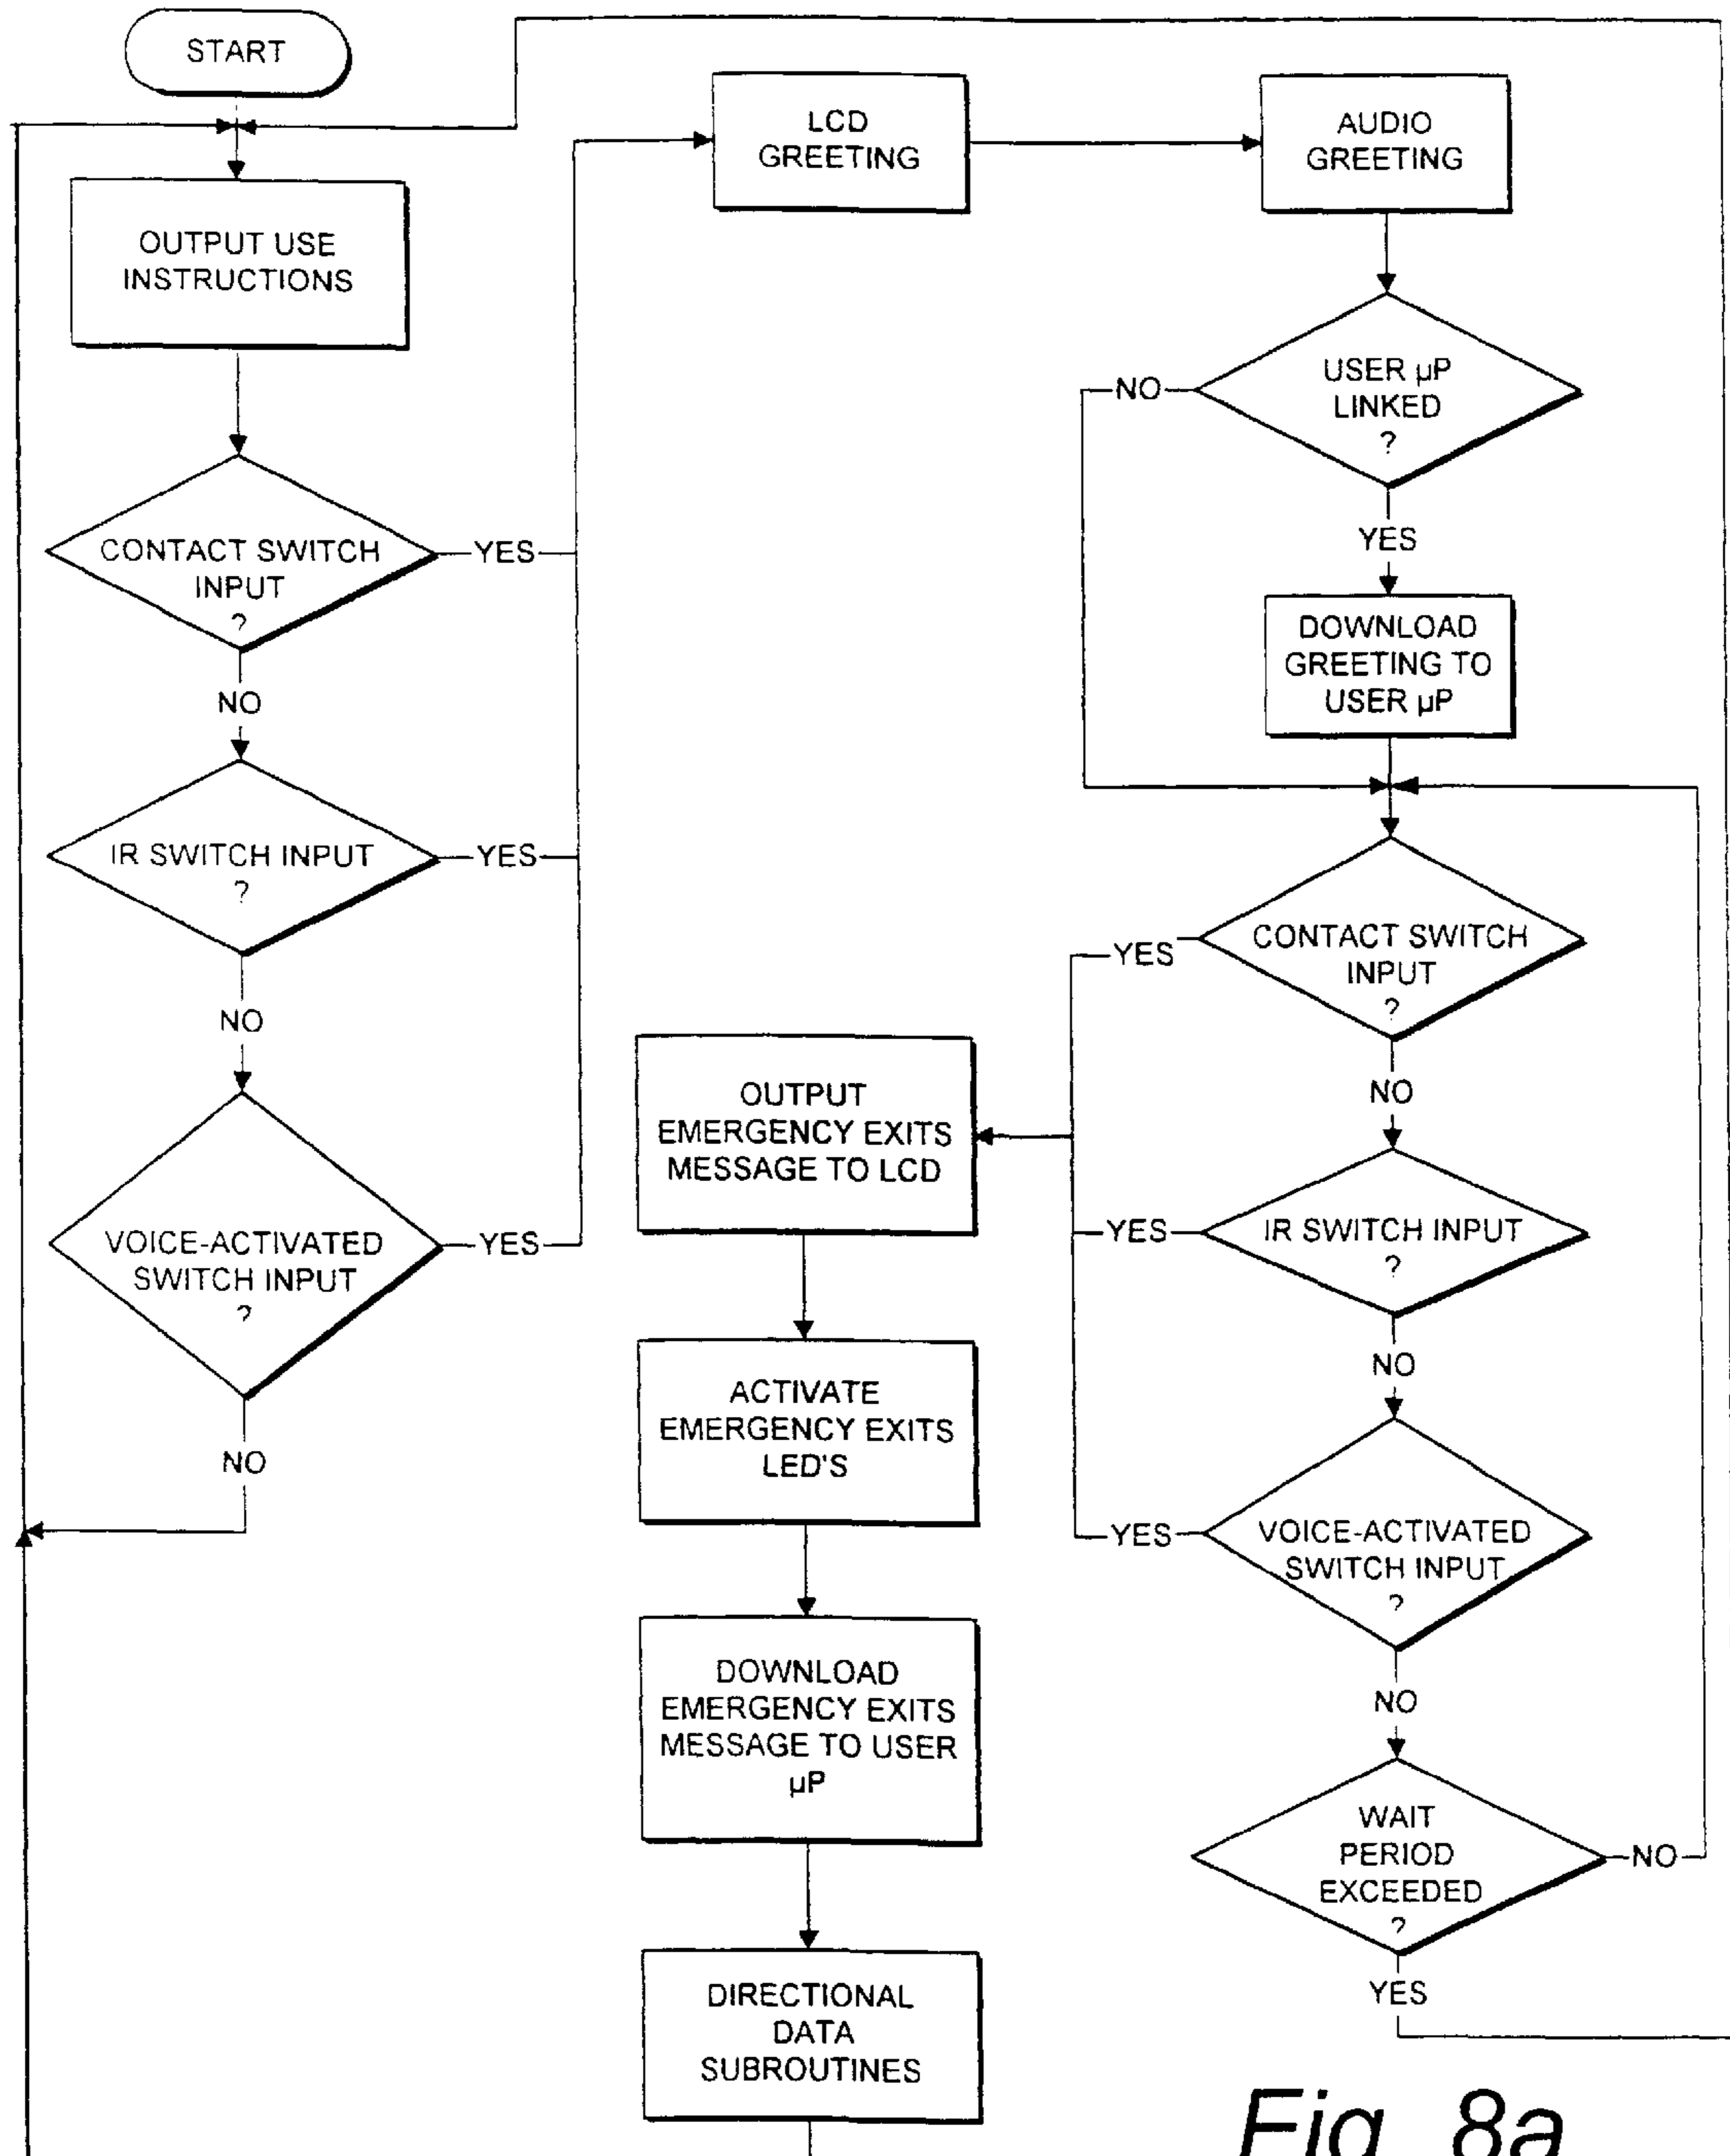 START
OUTPUT USE
INSTRUCTIONS
CONTACT SWITCH
INPUT
?
YES
NO
IR SWITCH INPUT
?
YES
NO
VOICE-ACTIVATED
SWITCH INPUT
?
YES
NO
LCD
GREETING
AUDIO
GREETING
USER µP
LINKED
?
NO
YES
DOWNLOAD
GREETING TO
USER µP
CONTACT SWITCH
INPUT
?
YES
NO
IR SWITCH INPUT
?
YES
NO
VOICE-ACTIVATED
SWITCH INPUT
?
YES
NO
WAIT
PERIOD
EXCEEDED
?
NO
YES
OUTPUT
EMERGENCY EXITS
MESSAGE TO LCD
ACTIVATE
EMERGENCY EXITS
LED'S
DOWNLOAD
EMERGENCY EXITS
MESSAGE TO USER
µP
DIRECTIONAL
DATA
SUBROUTINES
Fig. 8a